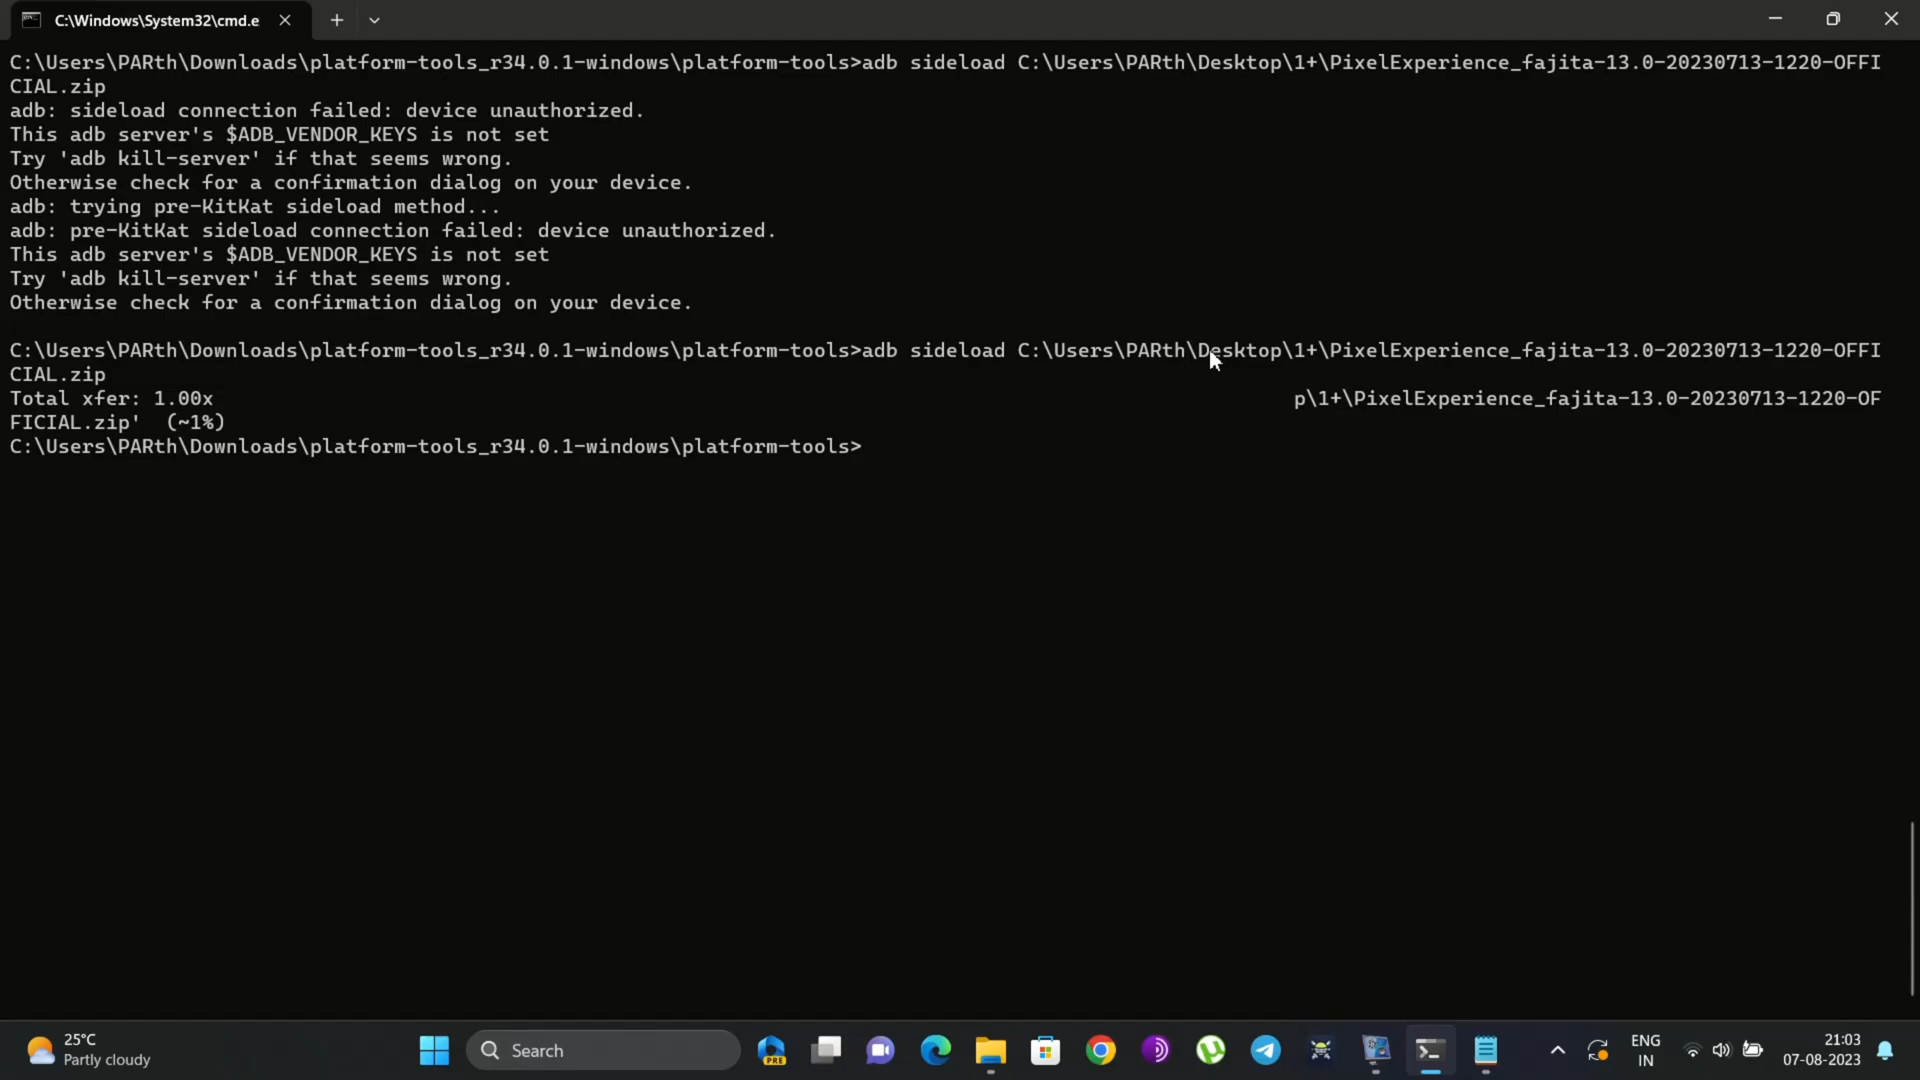 C:\Windows\System32\cmd.e
C:\Users\PARth\Downloads\platform-tools_r34.0.1-windows\platform-tools>adb sideload C:\Users\PARth\Desktop\1+\PixelExperience_fajita-13.0-20230713-1220-OFFI
CIAL.zip
adb: sideload connection failed: device unauthorized.
This adb server's $ADB_VENDOR_KEYS is not set
Try 'adb kill-server' if that seems wrong.
Otherwise check for a confirmation dialog on your device.
adb: trying pre-KitKat sideload method...
adb: pre-KitKat sideload connection failed: device unauthorized.
This adb server's $ADB_VENDOR_KEYS is not set
Try 'adb kill-server' if that seems wrong.
Otherwise check for a confirmation dialog on your device.
C:\Users\PARth\Downloads\platform-tools_r34.0.1-windows\platform-tools>adb sideload C:\Users\PARth\Desktop\1+\PixelExperience_fajita-13.0-20230713-1220-OFFI
CIAL.zip
Total xfer: 1.00x p\1+\PixelExperience_fajita-13.0-20230713-1220-OF
FICIAL.zip' (~1%)
C:\Users\PARth\Downloads\platform-tools_r34.0.1-windows\platform-tools>
25°C
Partly cloudy
Search
PRE
ENG
IN
21:03
07-08-2023